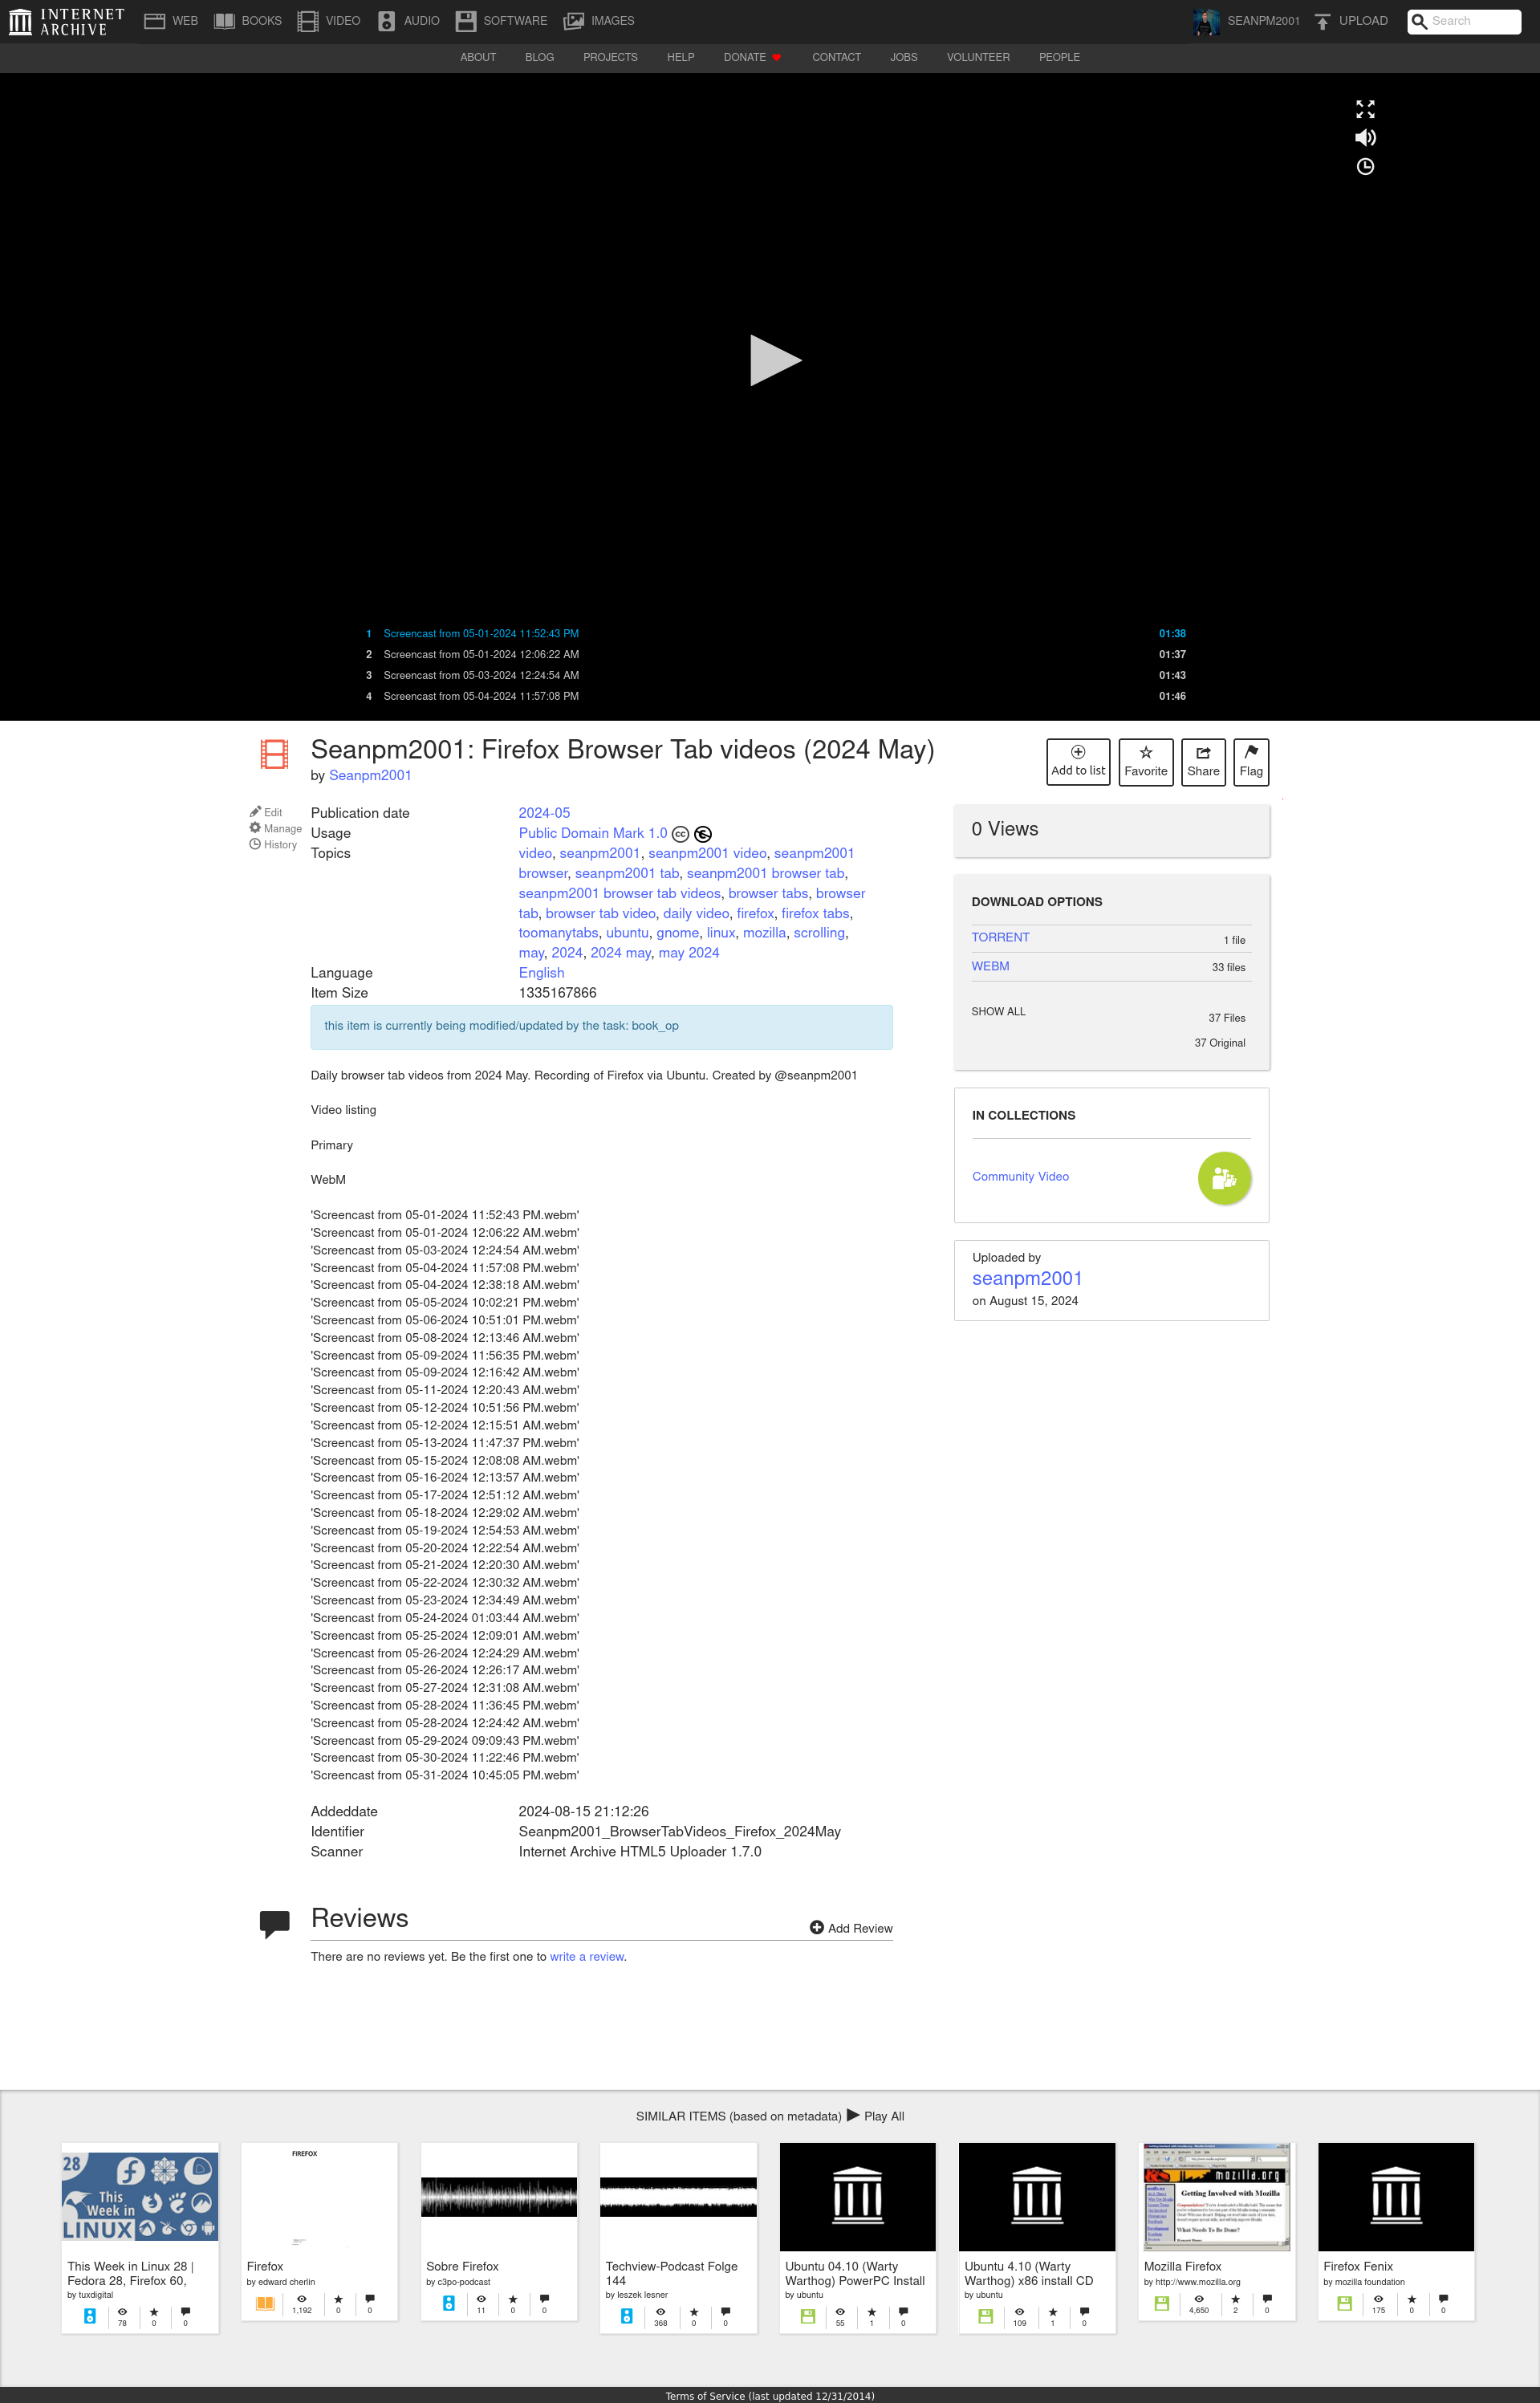 INTERNET ARCHIVE
WEB BOOKS VIDEO AUDIO SOFTWARE IMAGES SEANPM2001 UPLOAD Search
ABOUT BLOG PROJECTS HELP DONATE CONTACT JOBS VOLUNTEER PEOPLE
1 Screencast from 05-01-2024 11:52:43 PM 01:38
2 Screencast from 05-01-2024 12:06:22 AM 01:37
3 Screencast from 05-03-2024 12:24:54 AM 01:43
4 Screencast from 05-04-2024 11:57:08 PM 01:46
Seanpm2001: Firefox Browser Tab videos (2024 May)
by Seanpm2001
Add to list Favorite Share Flag
Edit
Manage
History
Publication date 2024-05
Usage Public Domain Mark 1.0
Topics video, seanpm2001, seanpm2001 video, seanpm2001
browser, seanpm2001 tab, seanpm2001 browser tab,
seanpm2001 browser tab videos, browser tabs, browser
tab, browser tab video, daily video, firefox, firefox tabs,
toomanytabs, ubuntu, gnome, linux, mozilla, scrolling,
may, 2024, 2024 may, may 2024
Language English
Item Size 1335167866
this item is currently being modified/updated by the task: book_op
Daily browser tab videos from 2024 May. Recording of Firefox via Ubuntu. Created by @seanpm2001
Video listing
Primary
WebM
'Screencast from 05-01-2024 11:52:43 PM.webm'
'Screencast from 05-01-2024 12:06:22 AM.webm'
'Screencast from 05-03-2024 12:24:54 AM.webm'
'Screencast from 05-04-2024 11:57:08 PM.webm'
'Screencast from 05-04-2024 12:38:18 AM.webm'
'Screencast from 05-05-2024 10:02:21 PM.webm'
'Screencast from 05-06-2024 10:51:01 PM.webm'
'Screencast from 05-08-2024 12:13:46 AM.webm'
'Screencast from 05-09-2024 11:56:35 PM.webm'
'Screencast from 05-09-2024 12:16:42 AM.webm'
'Screencast from 05-11-2024 12:20:43 AM.webm'
'Screencast from 05-12-2024 10:51:56 PM.webm'
'Screencast from 05-12-2024 12:15:51 AM.webm'
'Screencast from 05-13-2024 11:47:37 PM.webm'
'Screencast from 05-15-2024 12:08:08 AM.webm'
'Screencast from 05-16-2024 12:13:57 AM.webm'
'Screencast from 05-17-2024 12:51:12 AM.webm'
'Screencast from 05-18-2024 12:29:02 AM.webm'
'Screencast from 05-19-2024 12:54:53 AM.webm'
'Screencast from 05-20-2024 12:22:54 AM.webm'
'Screencast from 05-21-2024 12:20:30 AM.webm'
'Screencast from 05-22-2024 12:30:32 AM.webm'
'Screencast from 05-23-2024 12:34:49 AM.webm'
'Screencast from 05-24-2024 01:03:44 AM.webm'
'Screencast from 05-25-2024 12:09:01 AM.webm'
'Screencast from 05-26-2024 12:24:29 AM.webm'
'Screencast from 05-26-2024 12:26:17 AM.webm'
'Screencast from 05-27-2024 12:31:08 AM.webm'
'Screencast from 05-28-2024 11:36:45 PM.webm'
'Screencast from 05-28-2024 12:24:42 AM.webm'
'Screencast from 05-29-2024 09:09:43 PM.webm'
'Screencast from 05-30-2024 11:22:46 PM.webm'
'Screencast from 05-31-2024 10:45:05 PM.webm'
Addeddate 2024-08-15 21:12:26
Identifier Seanpm2001_BrowserTabVideos_Firefox_2024May
Scanner Internet Archive HTML5 Uploader 1.7.0
0 Views
DOWNLOAD OPTIONS
TORRENT 1 file
WEBM 33 files
SHOW ALL 37 Files
37 Original
IN COLLECTIONS
Community Video
Uploaded by
seanpm2001
on August 15, 2024
Reviews
Add Review
There are no reviews yet. Be the first one to write a review.
SIMILAR ITEMS (based on metadata) Play All
28
This Week in LINUX
This Week in Linux 28 |
Fedora 28, Firefox 60,
by tuxdigital
78 0 0
FIREFOX
Firefox
by edward cherlin
1,192 0 0
Sobre Firefox
by c3po-podcast
11 0 0
Techview-Podcast Folge
144
by leszek lesner
368 0 0
Ubuntu 04.10 (Warty
Warthog) PowerPC Install
by ubuntu
55 1 0
Ubuntu 4.10 (Warty
Warthog) x86 install CD
by ubuntu
109 1 0
mozilla.org
Getting Involved with Mozilla
What Needs To Be Done?
Mozilla Firefox
by http://www.mozilla.org
4,650 2 0
Firefox Fenix
by mozilla foundation
175 0 0
Terms of Service (last updated 12/31/2014)